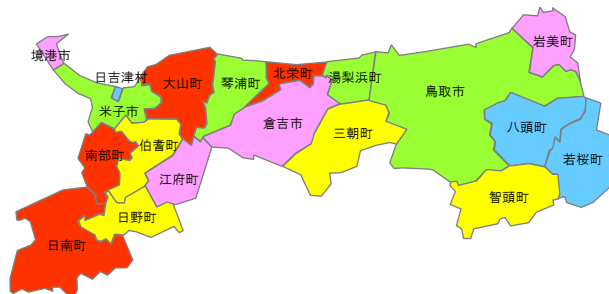 境港市
日吉津村
米子市
大山町
琴浦町
北栄町
湯梨浜町
鳥取市
岩美町
南部町
伯耆町
江府町
倉吉市
三朝町
八頭町
若桜町
智頭町
日野町
日南町